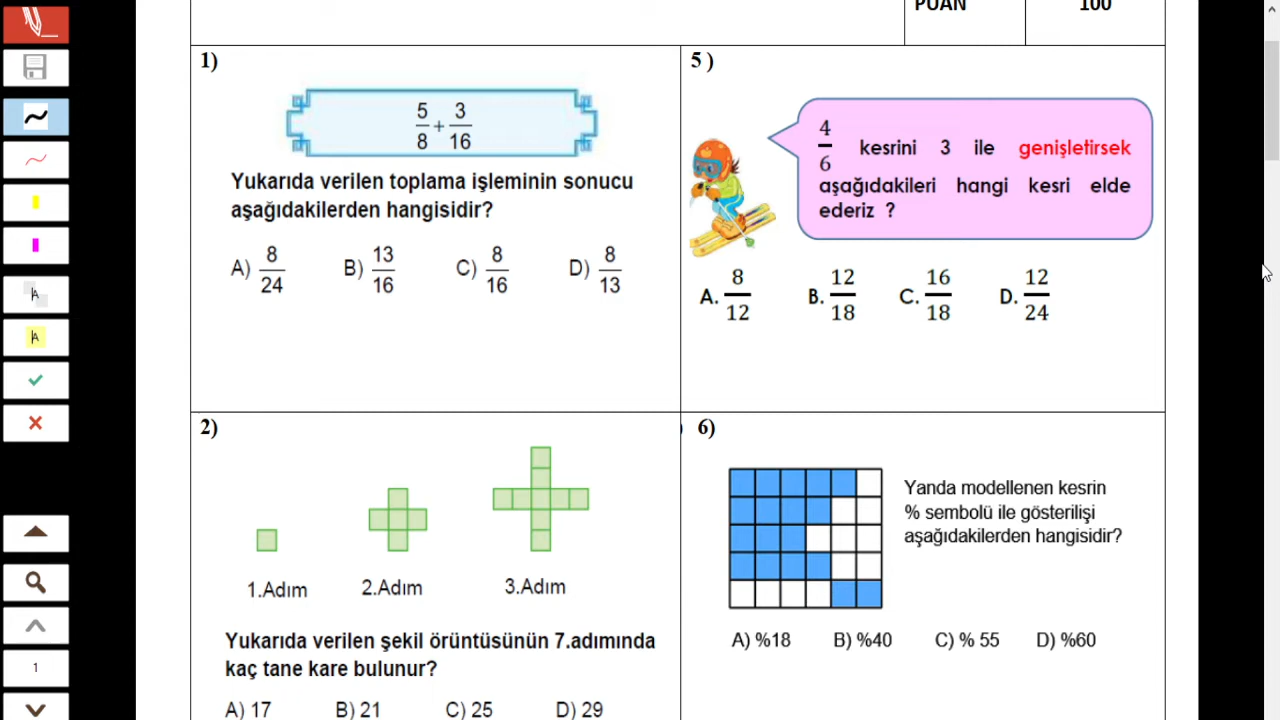 PUAN 100
1)
5/8 + 3/16
Yukarıda verilen toplama işleminin sonucu
aşağıdakilerden hangisidir?
A) 8/24 B) 13/16 C) 8/16 D) 8/13
5 )
4/6 kesrini 3 ile genişletirsek
aşağıdakileri hangi kesri elde
ederiz ?
A. 8/12 B. 12/18 C. 16/18 D. 12/24
2)
1.Adım 2.Adım 3.Adım
Yukarıda verilen şekil örüntüsünün 7.adımında
kaç tane kare bulunur?
A) 17 B) 21 C) 25 D) 29
6)
Yanda modellenen kesrin
% sembolü ile gösterilişi
aşağıdakilerden hangisidir?
A) %18 B) %40 C) % 55 D) %60
A
A
1